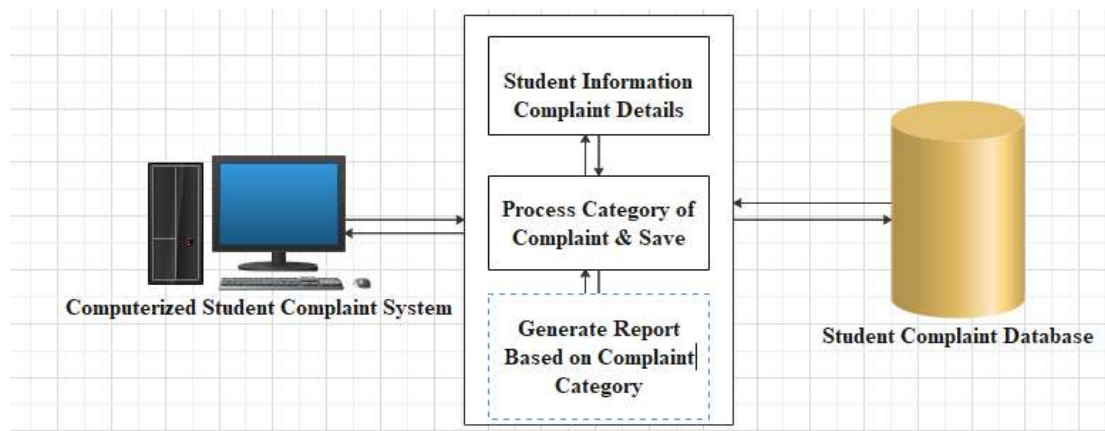 Student Information
Complaint Details
Process Category of
Complaint & Save
Computerized Student Complaint System
Generate Report
Based on Complaint
Category
Student Complaint Database